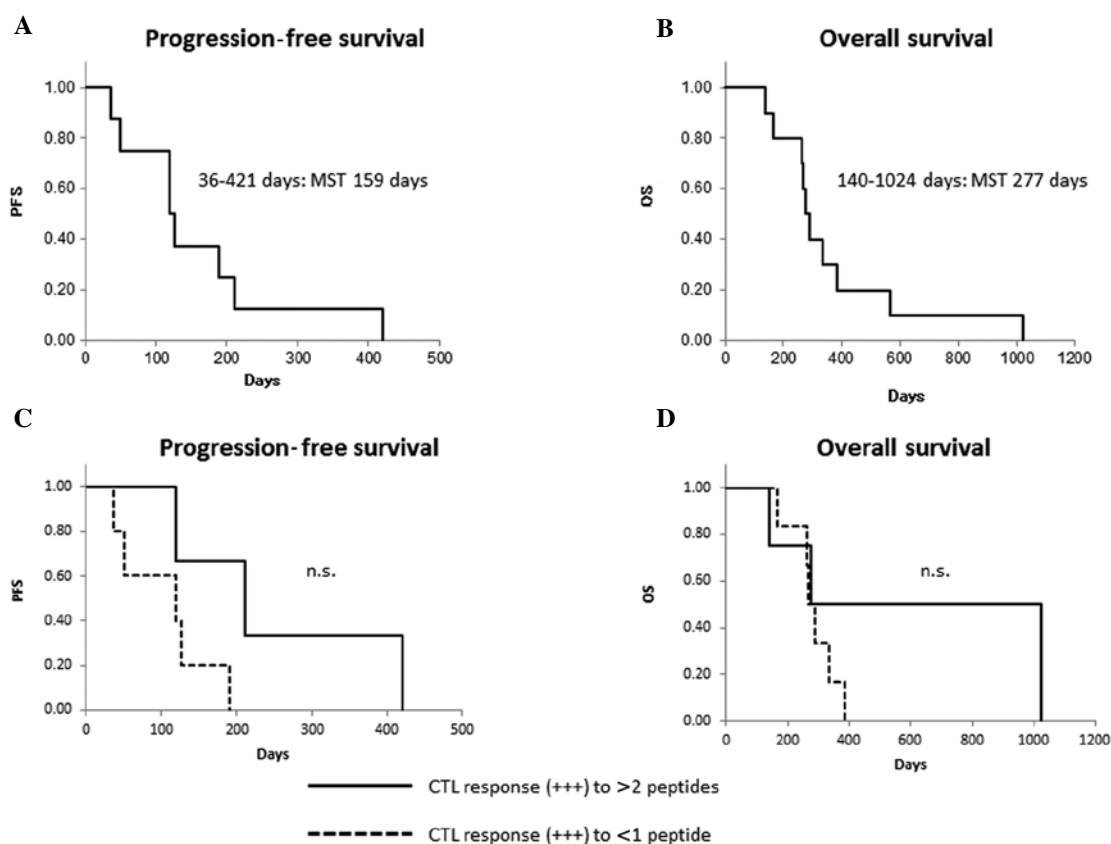 A
Progression-free survival
1.00
0.80
0.60
0.40
0.20
0.00
PFS
36-421 days: MST 159 days
0 100 200 300 400 500
Days
B
Overall survival
1.00
0.80
0.60
0.40
0.20
0.00
OS
140-1024 days: MST 277 days
0 200 400 600 800 1000 1200
Days
C
Progression-free survival
1.00
0.80
0.60
0.40
0.20
0.00
PFS
n.s.
0 100 200 300 400 500
Days
D
Overall survival
1.00
0.80
0.60
0.40
0.20
0.00
OS
n.s.
0 200 400 600 800 1000 1200
Days
CTL response (+++) to >2 peptides
CTL response (+++) to <1 peptide